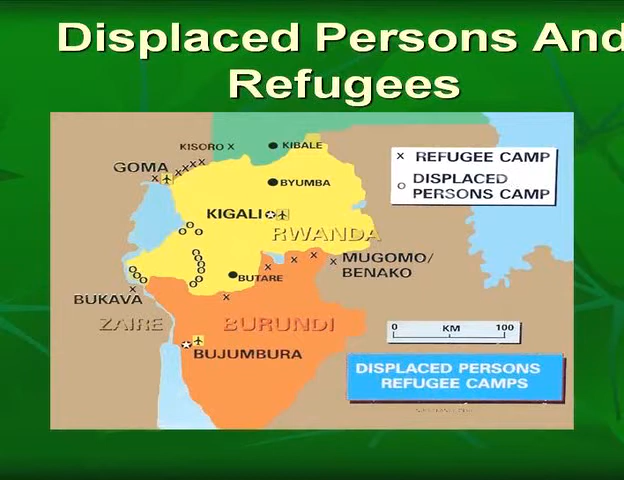 Displaced Persons And
Refugees
KISORO
KIBALE
GOMA
BYUMBA
x REFUGEE CAMP
o DISPLACED
PERSONS CAMP
KIGALI
RWANDA
MUGOMO/
BENAKO
BUTARE
BUKAVA
ZAIRE
BURUNDI
0 KM 100
BUJUMBURA
DISPLACED PERSONS
REFUGEE CAMPS